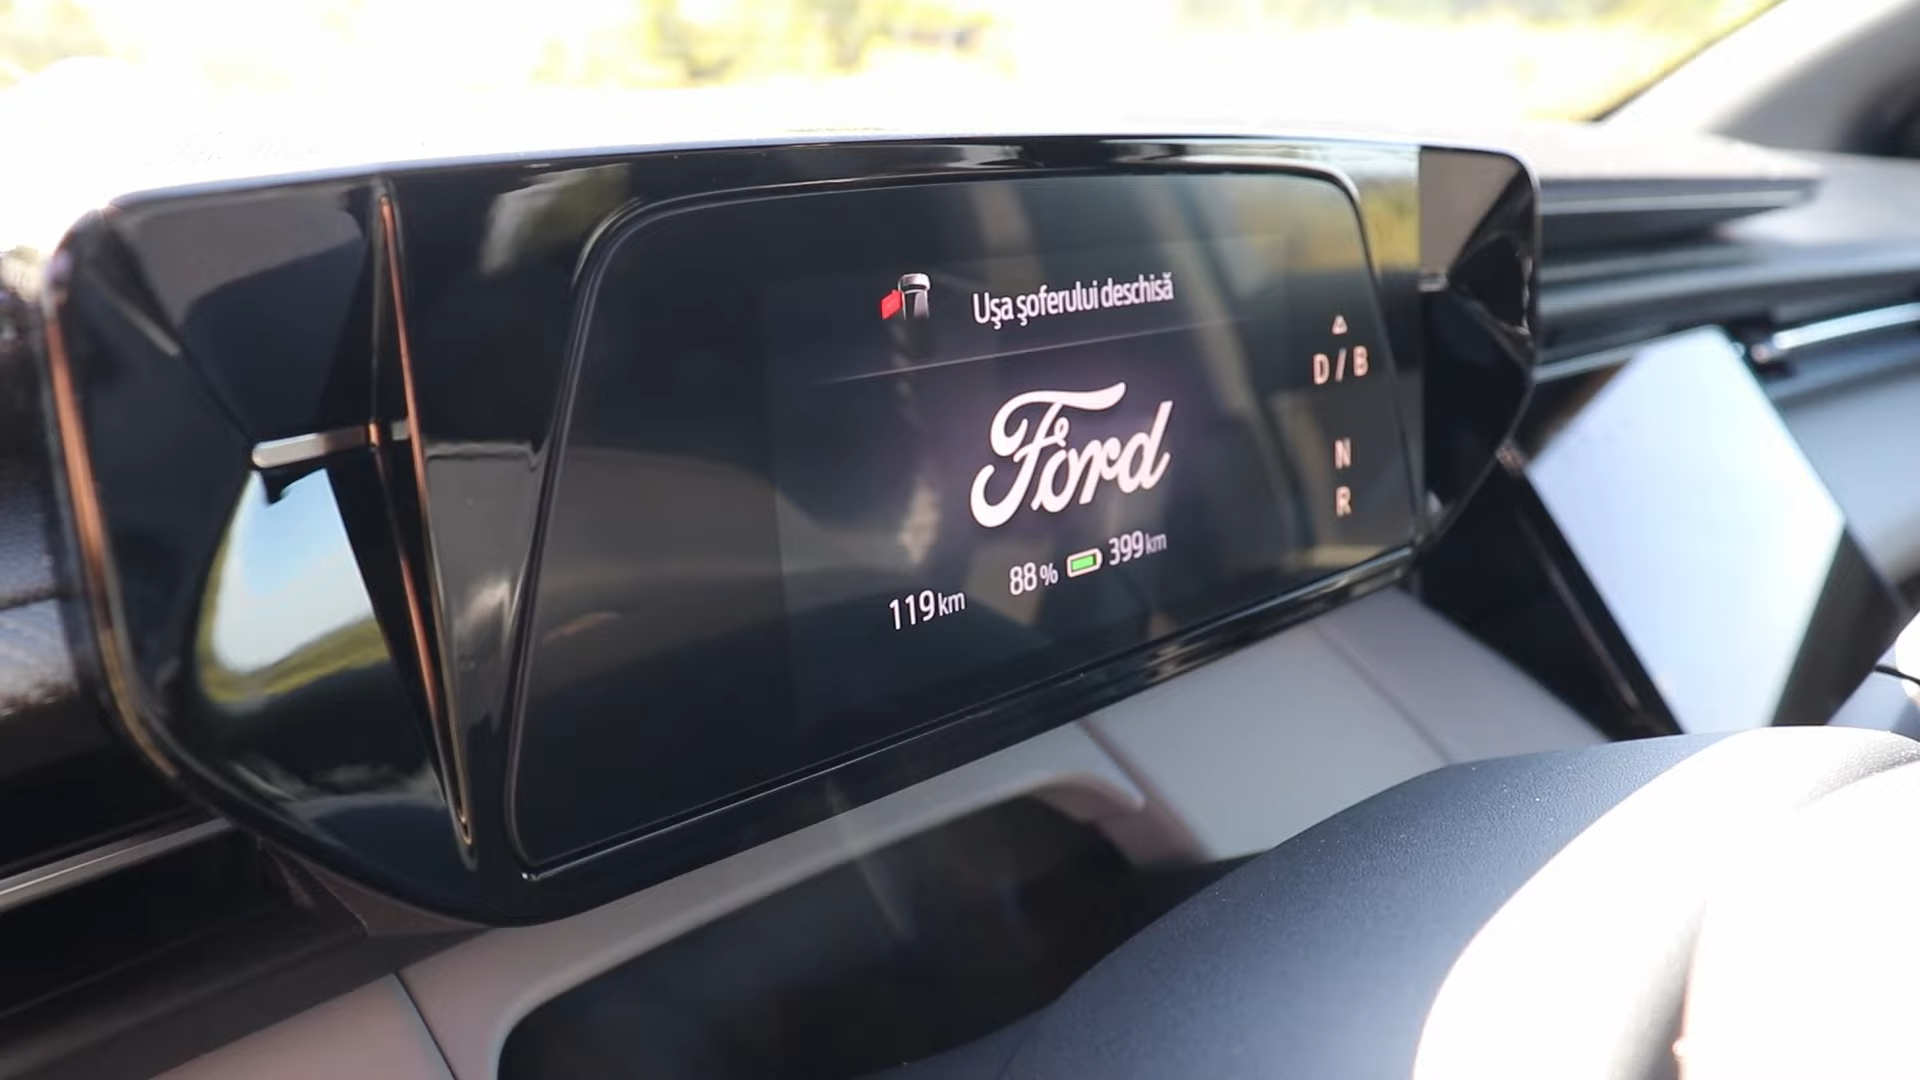 Uşa şoferului deschisă
Ford
88 % 399 km
119 km
D / B
N
R